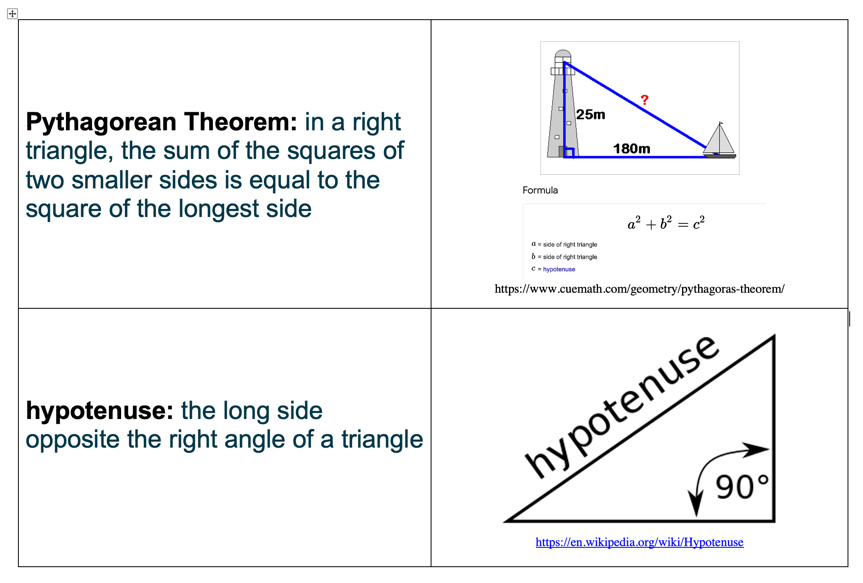 Pythagorean Theorem: in a right
triangle, the sum of the squares of
two smaller sides is equal to the
square of the longest side
?
25m
180m
Formula
a² + b² = c²
a = side of right triangle
b = side of right triangle
c = hypotenuse
https://www.cuemath.com/geometry/pythagoras-theorem/
hypotenuse: the long side
opposite the right angle of a triangle
hypotenuse
90°
https://en.wikipedia.org/wiki/Hypotenuse